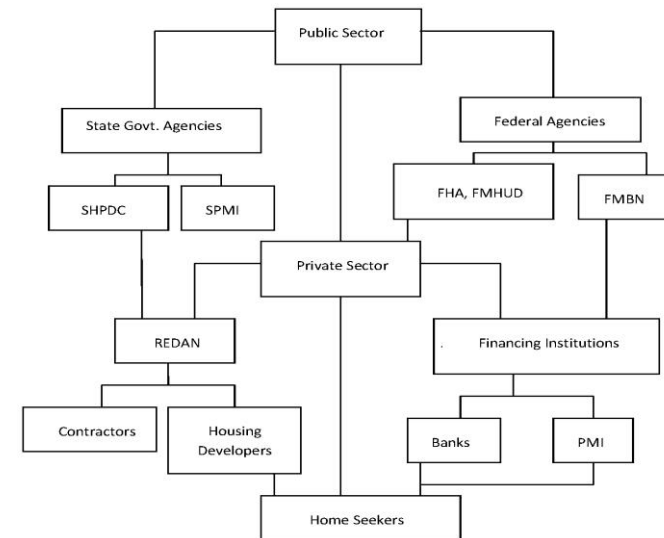 Public Sector
State Govt. Agencies
Federal Agencies
SHPDC
SPMI
FHA, FMHUD
FMBN
Private Sector
REDAN
Financing Institutions
Contractors
Housing
Developers
Banks
PMI
Home Seekers